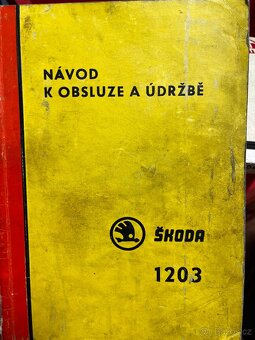 NÁVOD
K OBSLUZE A ÚDRŽBĚ
ŠKODA
1203